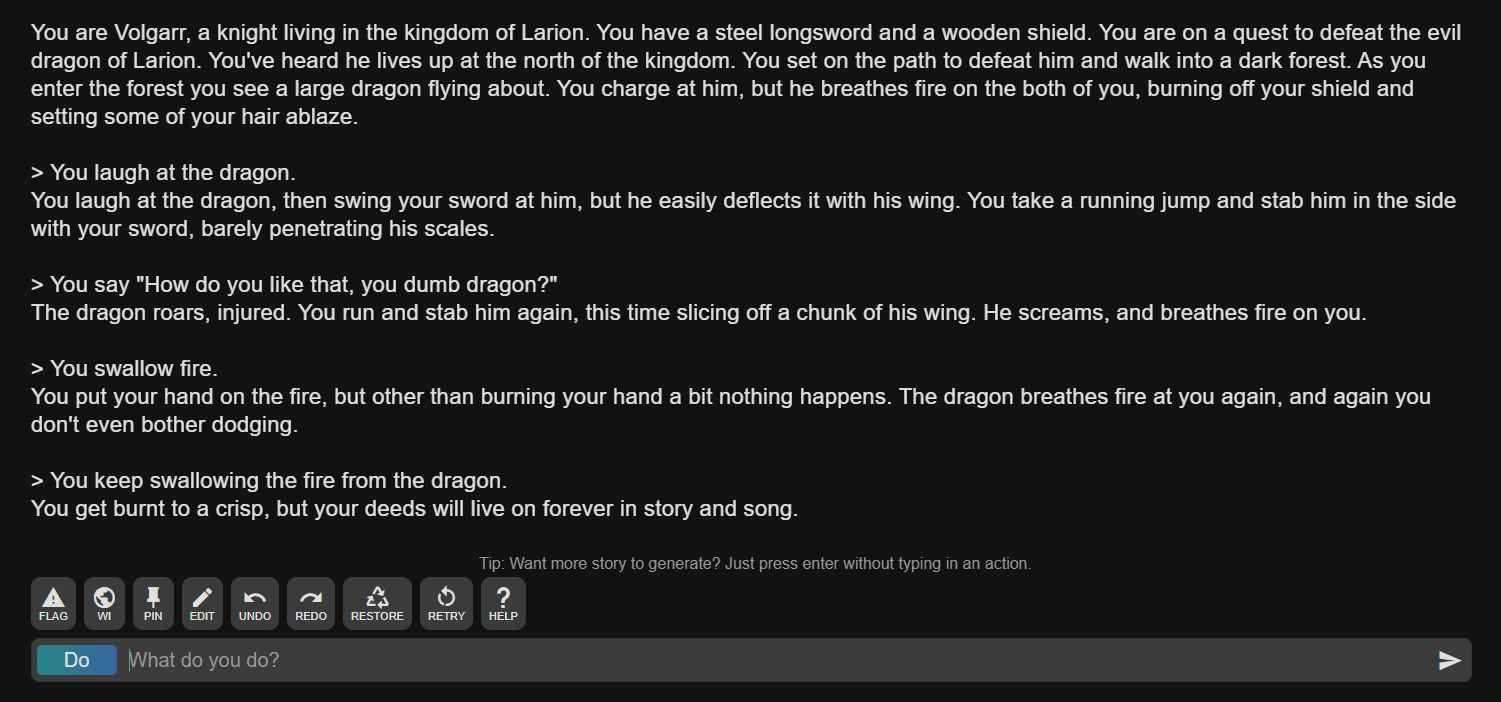 You are Volgarr, a knight living in the kingdom of Larion. You have a steel longsword and a wooden shield. You are on a quest to defeat the evil
dragon of Larion. You've heard he lives up at the north of the kingdom. You set on the path to defeat him and walk into a dark forest. As you
enter the forest you see a large dragon flying about. You charge at him, but he breathes fire on the both of you, burning off your shield and
setting some of your hair ablaze.
> You laugh at the dragon.
You laugh at the dragon, then swing your sword at him, but he easily deflects it with his wing. You take a running jump and stab him in the side
with your sword, barely penetrating his scales.
> You say "How do you like that, you dumb dragon?"
The dragon roars, injured. You run and stab him again, this time slicing off a chunk of his wing. He screams, and breathes fire on you.
> You swallow fire.
You put your hand on the fire, but other than burning your hand a bit nothing happens. The dragon breathes fire at you again, and again you
don't even bother dodging.
> You keep swallowing the fire from the dragon.
You get burnt to a crisp, but your deeds will live on forever in story and song.
Tip: Want more story to generate? Just press enter without typing in an action.
FLAG WI PIN EDIT UNDO REDO RESTORE RETRY HELP
Do What do you do?